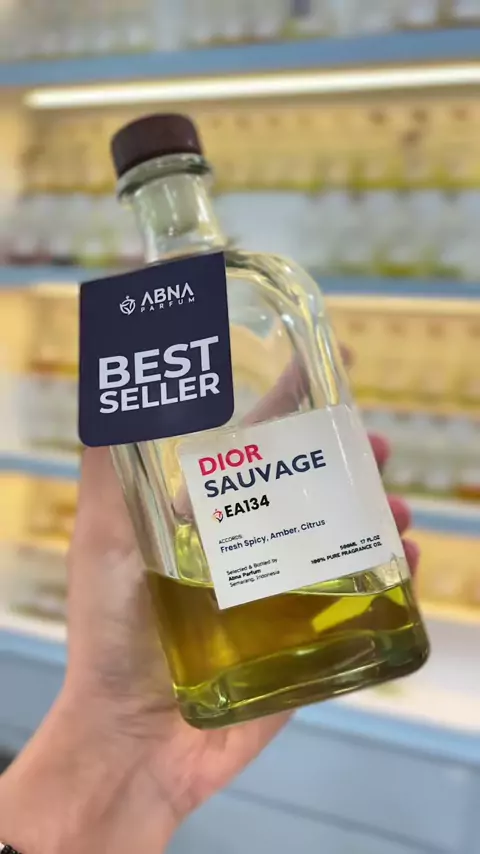 ABNA
PARFUM
BEST
SELLER
DIOR
SAUVAGE
EA134
ACCORDS:
Fresh Spicy, Amber, Citrus
Selected & Bottled by
Abna Parfum
Semarang, Indonesia
500ML 17 FL.OZ
100% PURE FRAGRANCE OIL